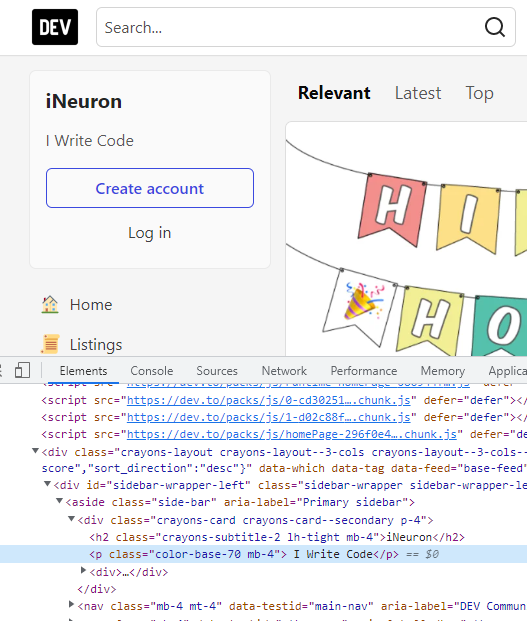 DEV
Search...
iNeuron
I Write Code
Create account
Log in
Relevant Latest Top
H I
H O
🏠 Home
📜 Listings
Elements Console Sources Network Performance Memory Applica
<script src="https://dev.to/packs/js/0-cd30251….chunk.js" defer="defer"></
<script src="https://dev.to/packs/js/1-d02c88f….chunk.js" defer="defer"></
<script src="https://dev.to/packs/js/homePage-296f0e4….chunk.js" defer="de
▼<div class="crayons-layout crayons-layout--3-cols crayons-layout--3-cols--
score","sort_direction":"desc"}" data-which data-tag data-feed="base-feed"
▼<div id="sidebar-wrapper-left" class="sidebar-wrapper sidebar-wrapper-le
▼<aside class="side-bar" aria-label="Primary sidebar">
▼<div class="crayons-card crayons-card--secondary p-4">
<h2 class="crayons-subtitle-2 lh-tight mb-4">iNeuron</h2>
<p class="color-base-70 mb-4"> I Write Code</p> == $0
▶<div>…</div>
</div>
▶<nav class="mb-4 mt-4" data-testid="main-nav" aria-label="DEV Commun